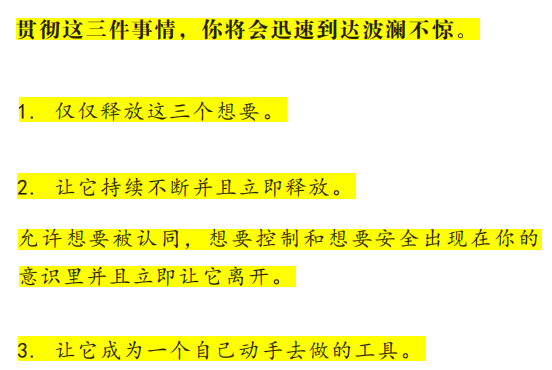 贯彻这三件事情，你将会迅速到达波澜不惊。
1. 仅仅释放这三个想要。
2. 让它持续不断并且立即释放。
允许想要被认同，想要控制和想要安全出现在你的
意识里并且立即让它离开。
3. 让它成为一个自己动手去做的工具。